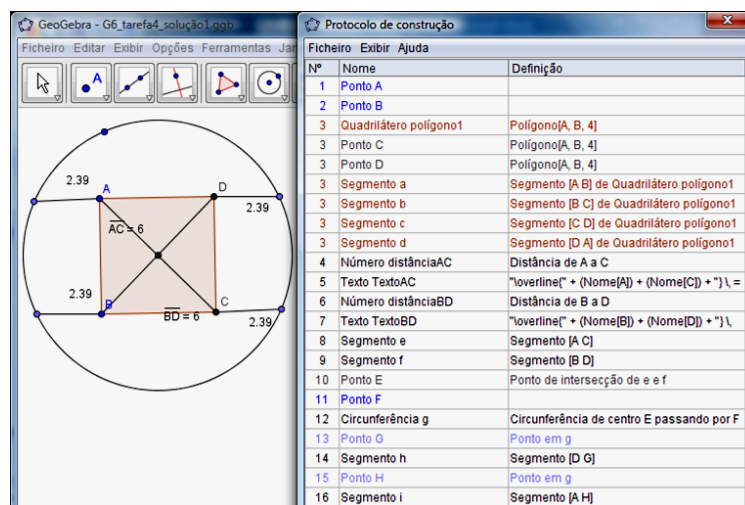 GeoGebra - G6_tarefa4_solução1.ggb
Ficheiro Editar Exibir Opções Ferramentas Jar
A
2.39
A
D
2.39
AC = 6
2.39
B
C
BD = 6
2.39
Protocolo de construção
Ficheiro Exibir Ajuda
Nº Nome Definição
1 Ponto A
2 Ponto B
3 Quadrilátero polígono1 Polígono[A, B, 4]
3 Ponto C Polígono[A, B, 4]
3 Ponto D Polígono[A, B, 4]
3 Segmento a Segmento [A B] de Quadrilátero polígono1
3 Segmento b Segmento [B C] de Quadrilátero polígono1
3 Segmento c Segmento [C D] de Quadrilátero polígono1
3 Segmento d Segmento [D A] de Quadrilátero polígono1
4 Número distânciaAC Distância de A a C
5 Texto TextoAC "\overline{" + (Nome[A]) + (Nome[C]) + "} \, =
6 Número distânciaBD Distância de B a D
7 Texto TextoBD "\overline{" + (Nome[B]) + (Nome[D]) + "} \,
8 Segmento e Segmento [A C]
9 Segmento f Segmento [B D]
10 Ponto E Ponto de intersecção de e e f
11 Ponto F
12 Circunferência g Circunferência de centro E passando por F
13 Ponto G Ponto em g
14 Segmento h Segmento [D G]
15 Ponto H Ponto em g
16 Segmento i Segmento [A H]